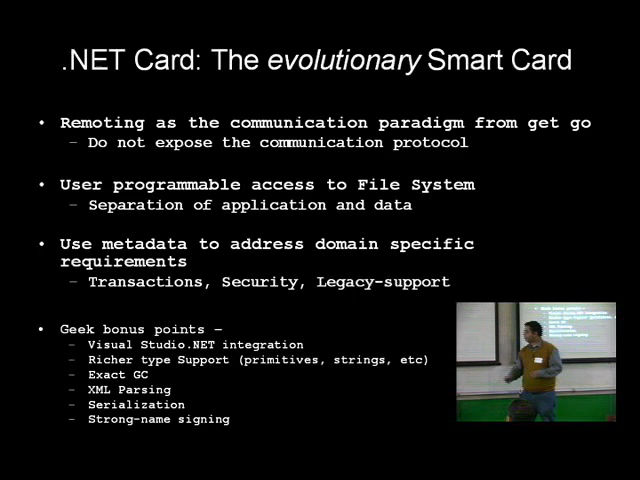 .NET Card: The evolutionary Smart Card
• Remoting as the communication paradigm from get go
– Do not expose the communication protocol
• User programmable access to File System
– Separation of application and data
• Use metadata to address domain specific
requirements
– Transactions, Security, Legacy-support
• Geek bonus points –
– Visual Studio.NET integration
– Richer type Support (primitives, strings, etc)
– Exact GC
– XML Parsing
– Serialization
– Strong-name signing